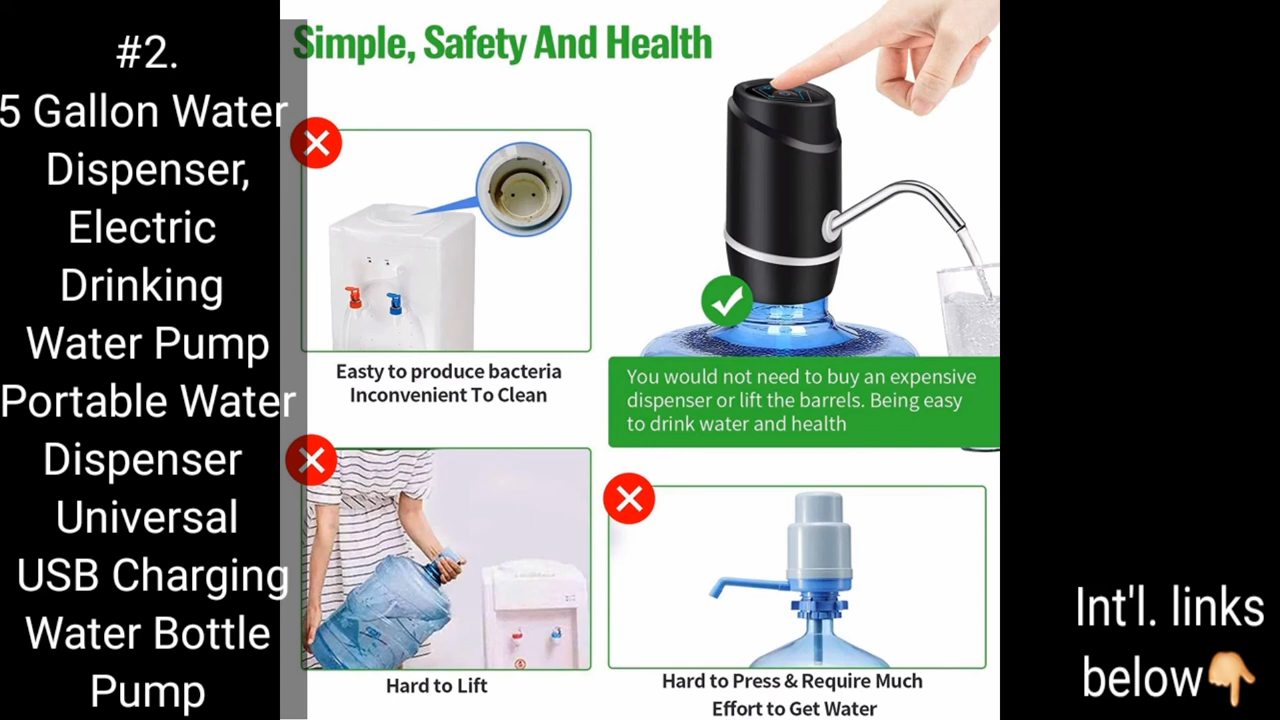 #2.
5 Gallon Water
Dispenser,
Electric
Drinking
Water Pump
Portable Water
Dispenser
Universal
USB Charging
Water Bottle
Pump
Simple, Safety And Health
Easty to produce bacteria
Inconvenient To Clean
You would not need to buy an expensive
dispenser or lift the barrels. Being easy
to drink water and health
Hard to Lift
Hard to Press & Require Much
Effort to Get Water
Int'l. links
below👇